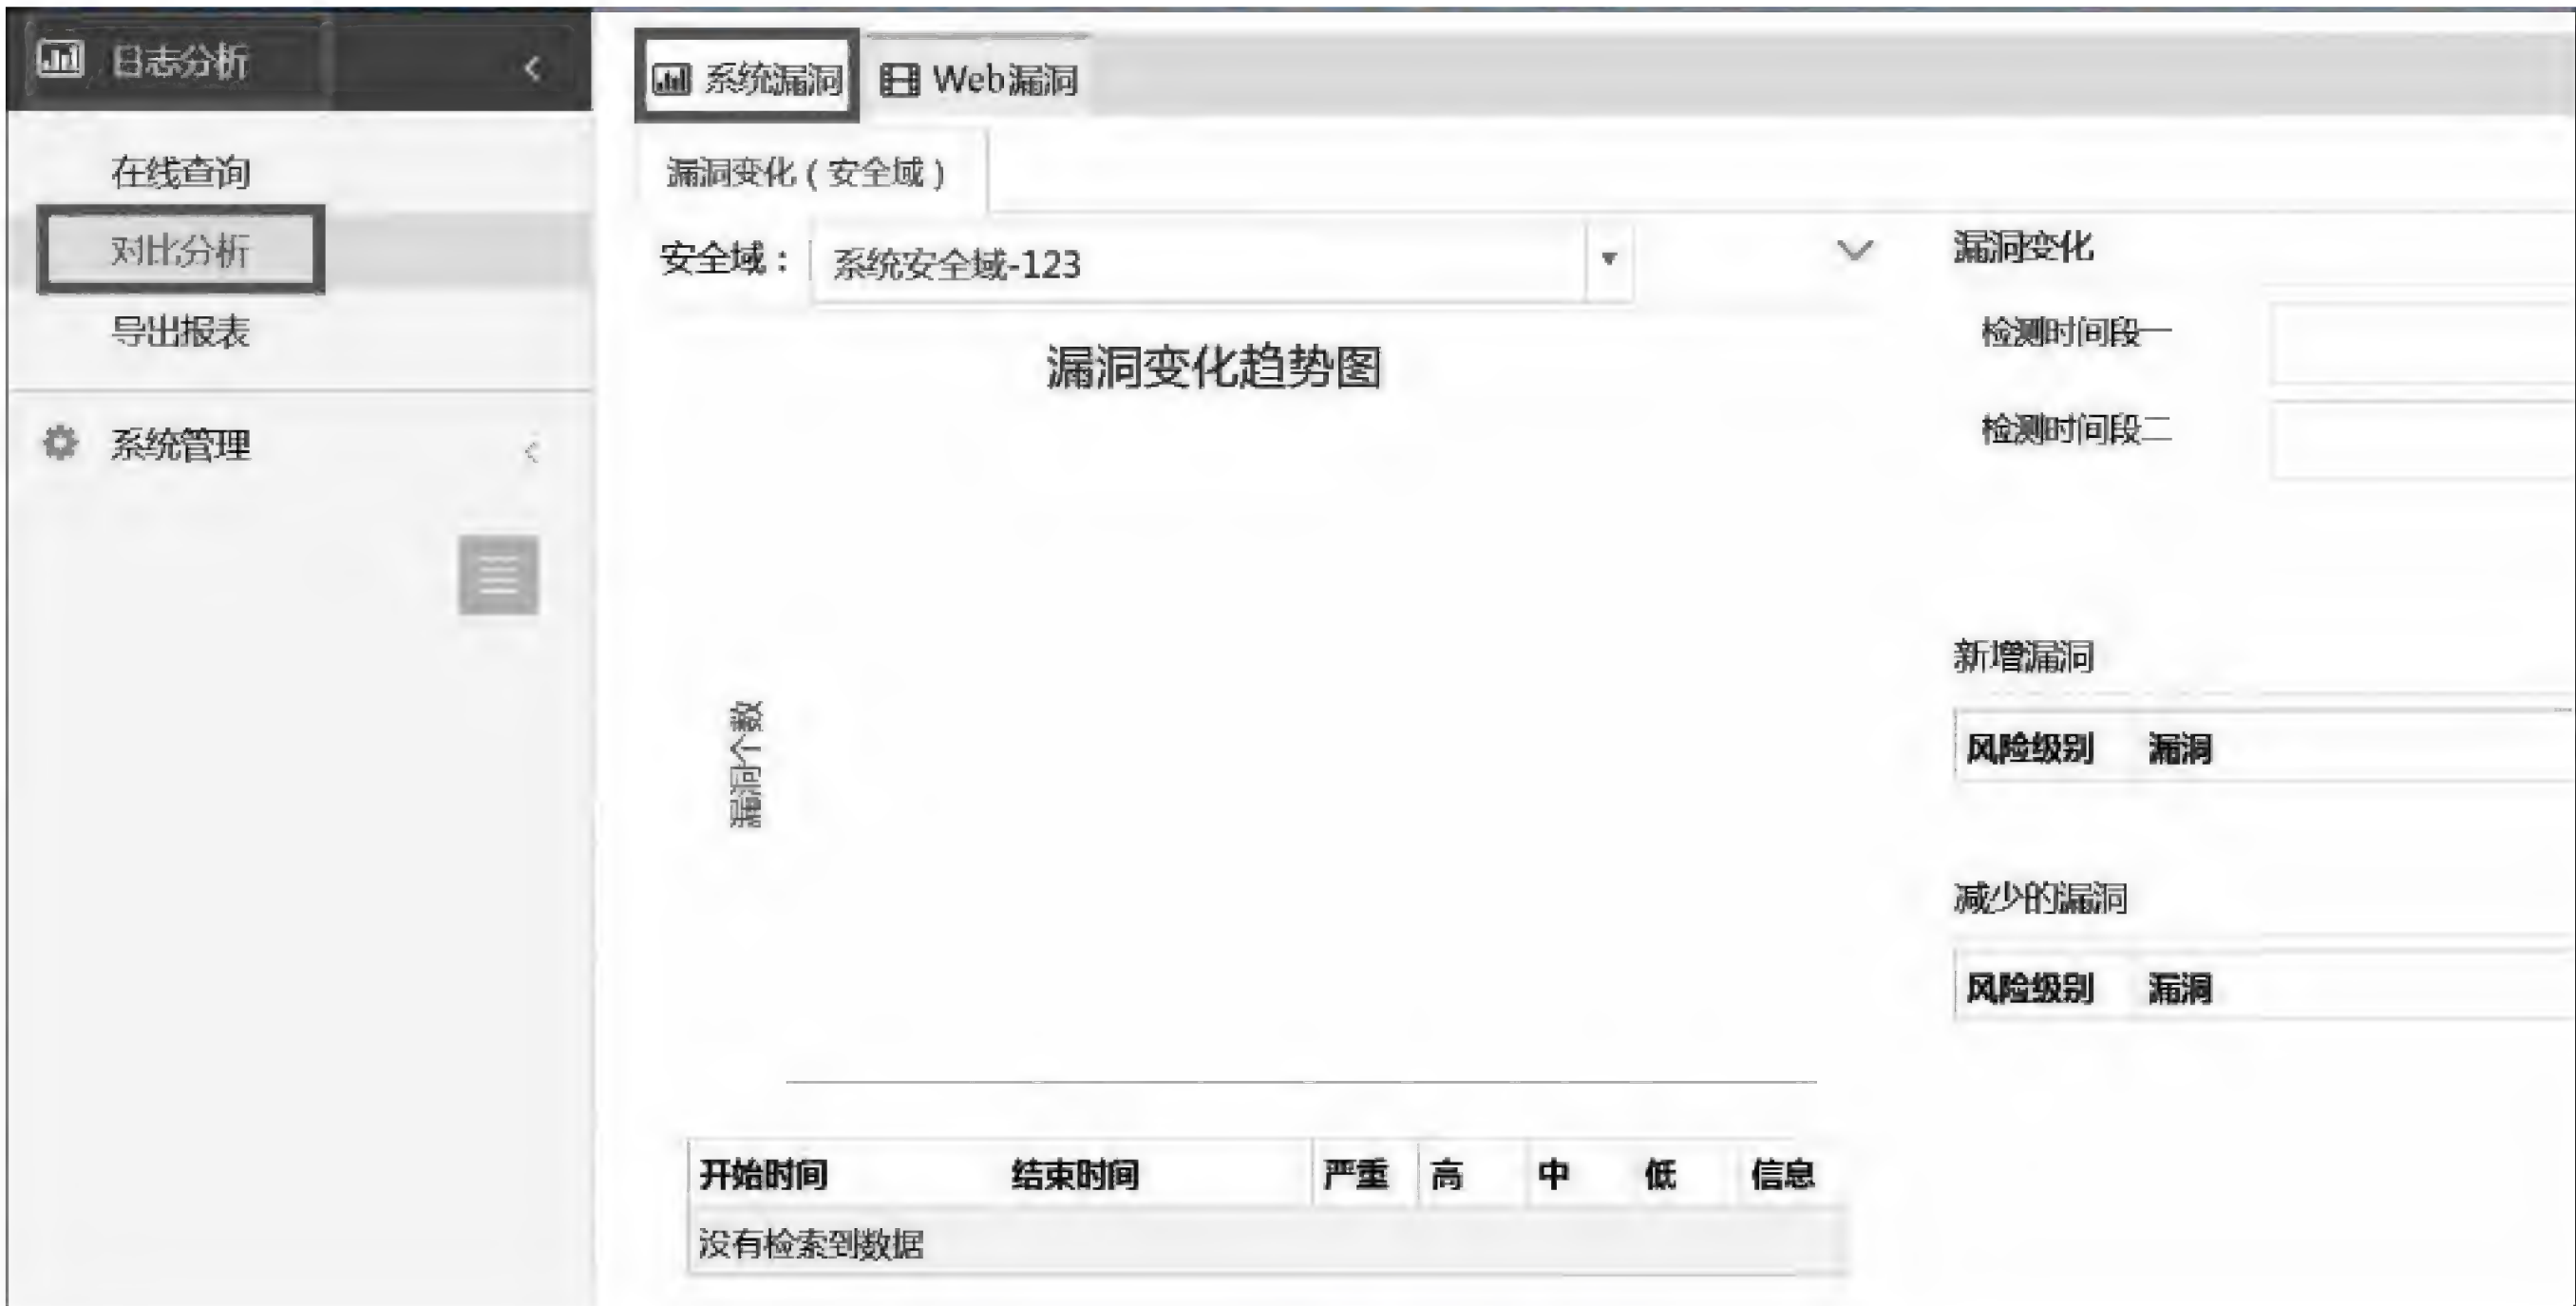 日志分析
在线查询
对比分析
导出报表
系统管理
系统漏洞 Web漏洞
漏洞变化（安全域）
安全域： 系统安全域-123
漏洞变化趋势图
漏洞个数
开始时间 结束时间 严重 高 中 低 信息
没有检索到数据
漏洞变化
检测时间段一
检测时间段二
新增漏洞
风险级别 漏洞
减少的漏洞
风险级别 漏洞